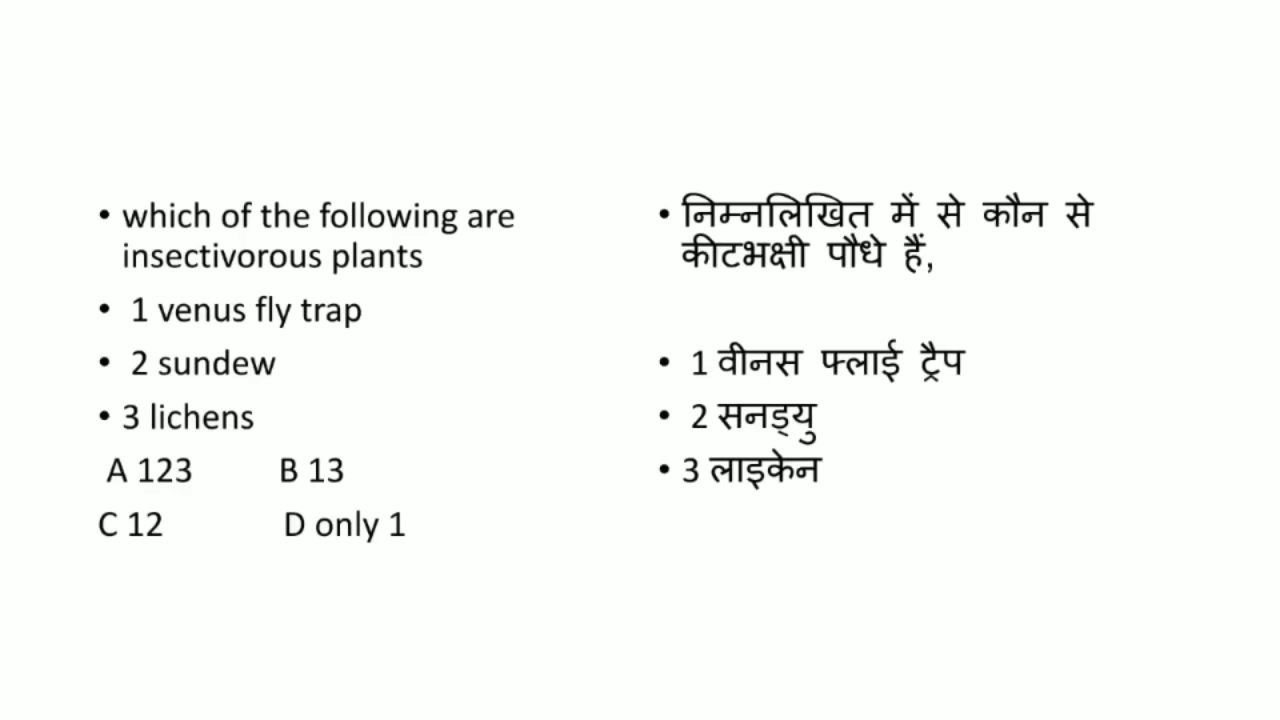 • which of the following are
insectivorous plants
• 1 venus fly trap
• 2 sundew
• 3 lichens
A 123 B 13
C 12 D only 1
• निम्नलिखित में से कौन से
कीटभक्षी पौधे हैं,
• 1 वीनस फ्लाई ट्रैप
• 2 सनड्यु
• 3 लाइकेन